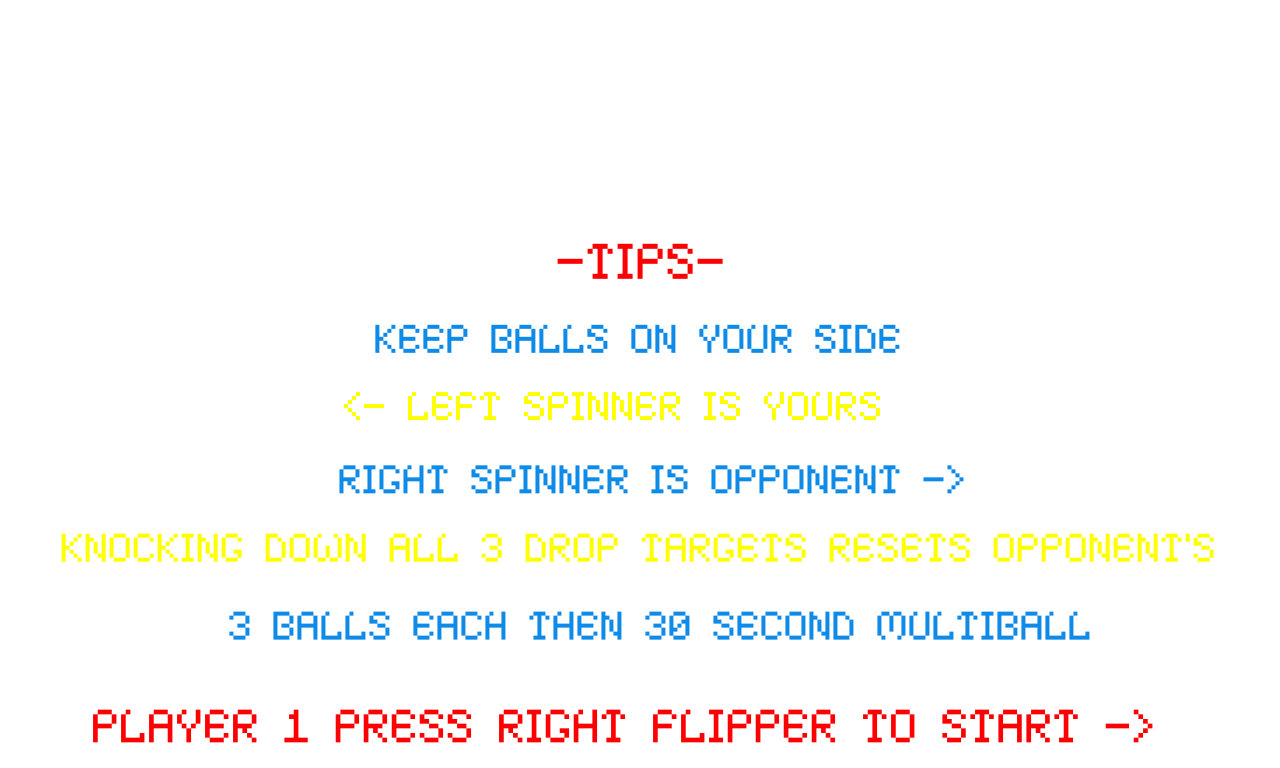 -TIPS-
KEEP BALLS ON YOUR SIDE
<- LEFT SPINNER IS YOURS
RIGHT SPINNER IS OPPONENT ->
KNOCKING DOWN ALL 3 DROP TARGETS RESETS OPPONENT'S
3 BALLS EACH THEN 30 SECOND MULTIBALL
PLAYER 1 PRESS RIGHT FLIPPER TO START ->